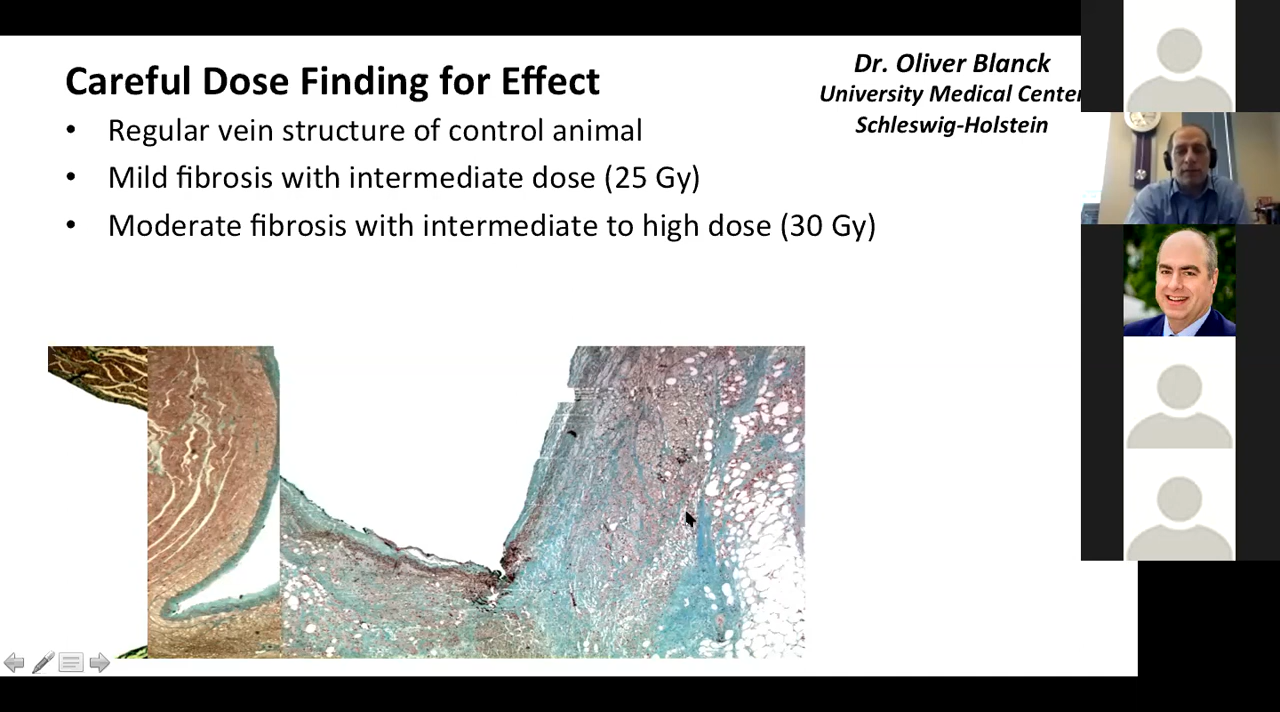 Careful Dose Finding for Effect
Dr. Oliver Blanck
University Medical Center
Schleswig-Holstein
• Regular vein structure of control animal
• Mild fibrosis with intermediate dose (25 Gy)
• Moderate fibrosis with intermediate to high dose (30 Gy)